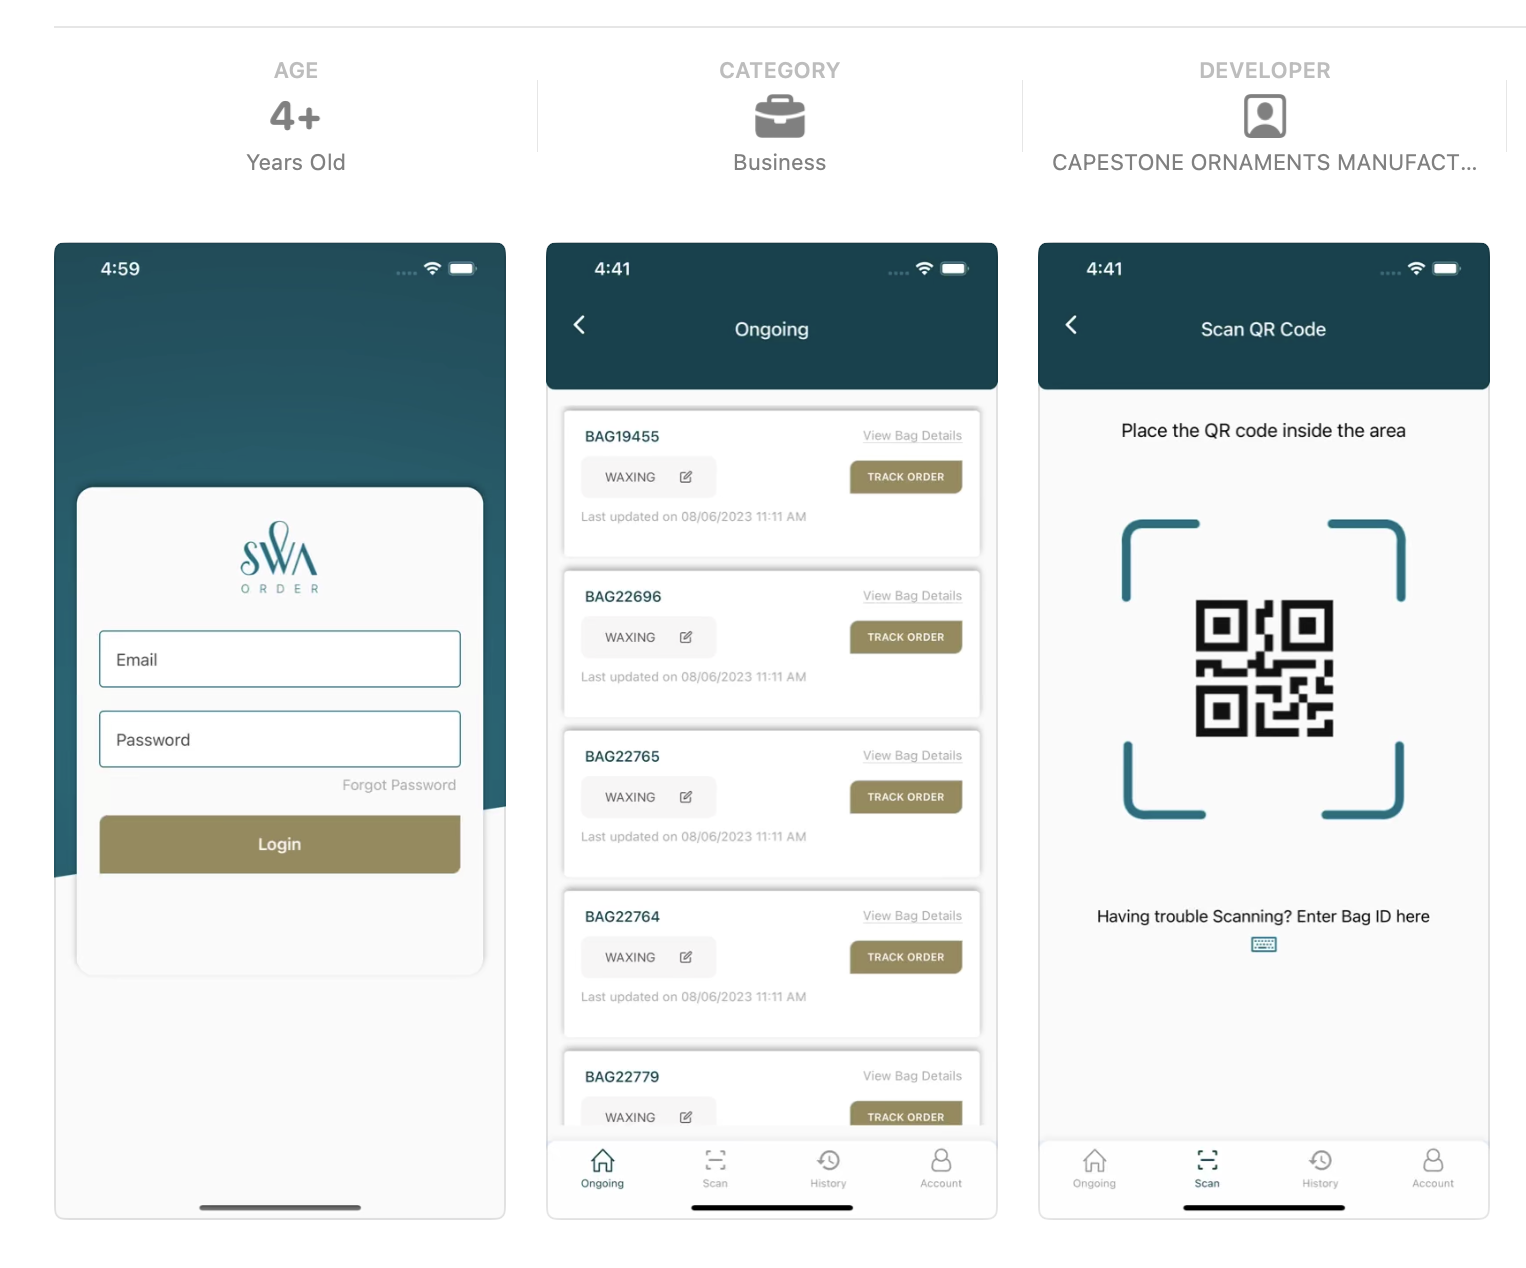 AGE
4+
Years Old
CATEGORY
Business
DEVELOPER
CAPESTONE ORNAMENTS MANUFACT...
4:59
SWA
ORDER
Email
Password
Forgot Password
Login
4:41
Ongoing
BAG19455
View Bag Details
WAXING
TRACK ORDER
Last updated on 08/06/2023 11:11 AM
BAG22696
View Bag Details
WAXING
TRACK ORDER
Last updated on 08/06/2023 11:11 AM
BAG22765
View Bag Details
WAXING
TRACK ORDER
Last updated on 08/06/2023 11:11 AM
BAG22764
View Bag Details
WAXING
TRACK ORDER
Last updated on 08/06/2023 11:11 AM
BAG22779
View Bag Details
WAXING
TRACK ORDER
Ongoing
Scan
History
Account
4:41
Scan QR Code
Place the QR code inside the area
Having trouble Scanning? Enter Bag ID here
Ongoing
Scan
History
Account